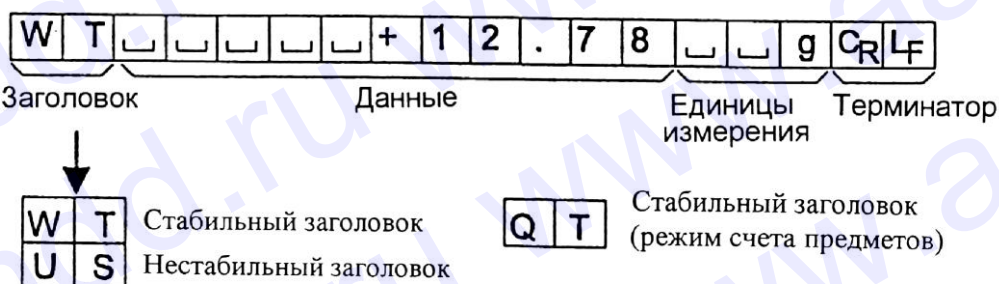 W T ␣ ␣ ␣ ␣ ␣ + 1 2 . 7 8 ␣ ␣ g CR LF
Заголовок Данные Единицы измерения Терминатор
W T Стабильный заголовок
U S Нестабильный заголовок
Q T Стабильный заголовок
(режим счета предметов)